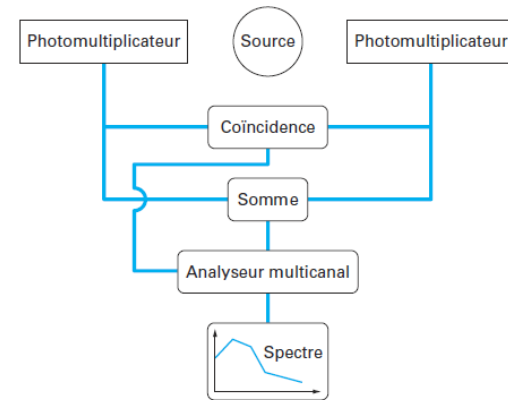 Photomultiplicateur
Source
Photomultiplicateur
Coïncidence
Somme
Analyseur multicanal
Spectre